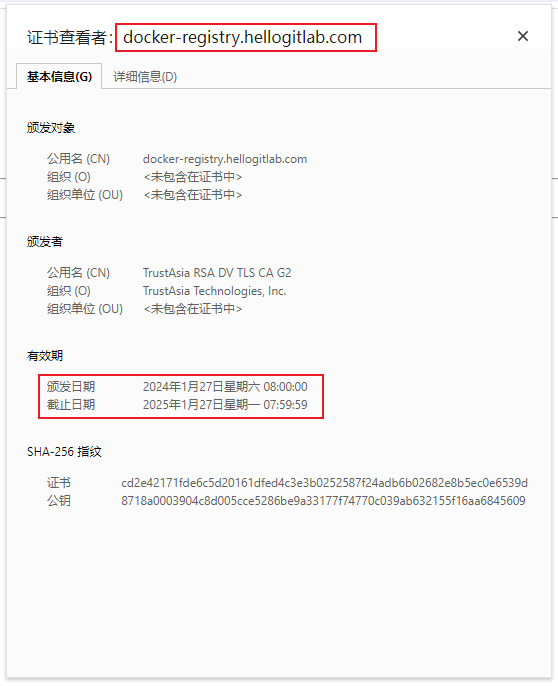 证书查看者：docker-registry.hellogitlab.com
基本信息(G) 详细信息(D)
颁发对象
公用名 (CN) docker-registry.hellogitlab.com
组织 (O) <未包含在证书中>
组织单位 (OU) <未包含在证书中>
颁发者
公用名 (CN) TrustAsia RSA DV TLS CA G2
组织 (O) TrustAsia Technologies, Inc.
组织单位 (OU) <未包含在证书中>
有效期
颁发日期 2024年1月27日星期六 08:00:00
截止日期 2025年1月27日星期一 07:59:59
SHA-256 指纹
证书 cd2e42171fde6c5d20161dfed4c3e3b0252587f24adb6b02682e8b5ec0e6539d
公钥 8718a0003904c8d005cce5286be9a33177f74770c039ab632155f16aa6845609